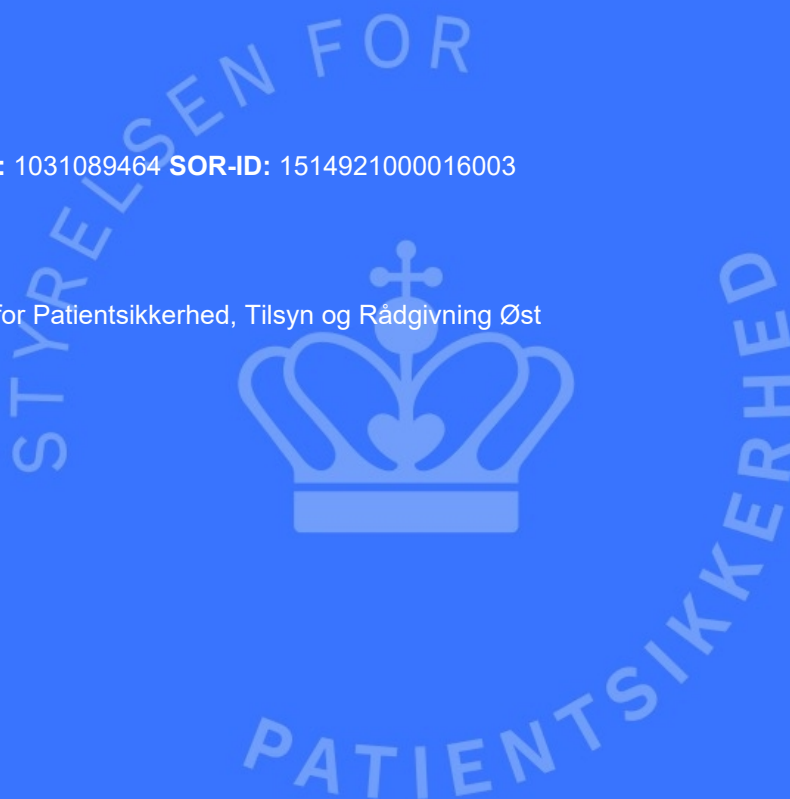 STYRELSEN FOR
: 1031089464 SOR-ID: 1514921000016003
for Patientsikkerhed, Tilsyn og Rådgivning Øst
PATIENTSIKKERHED